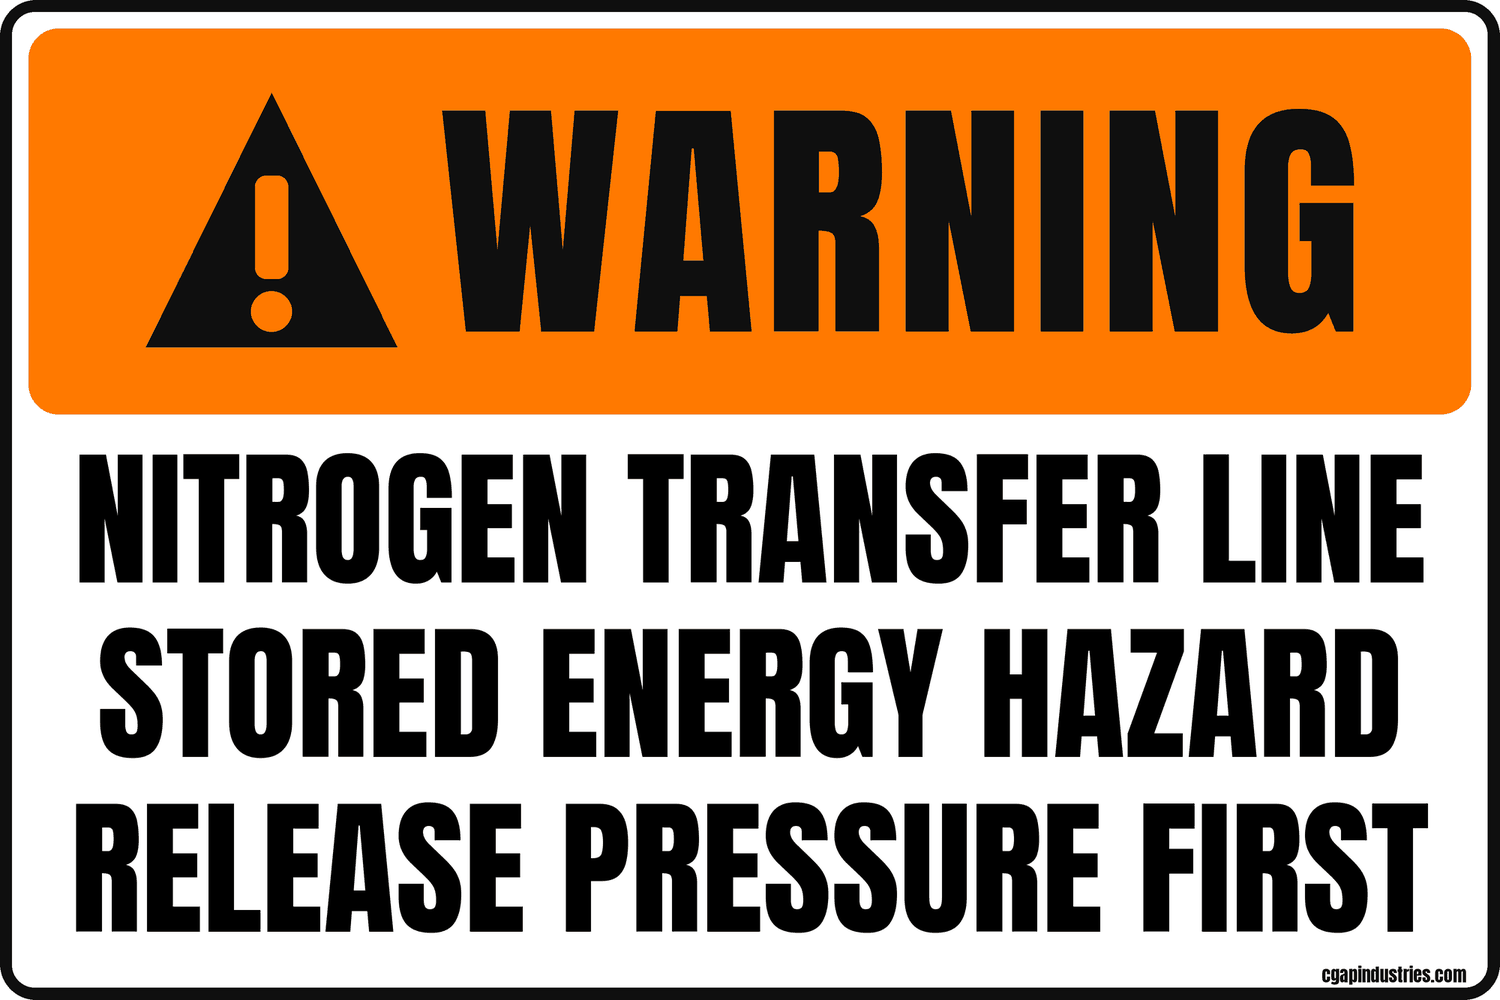 WARNING
NITROGEN TRANSFER LINE
STORED ENERGY HAZARD
RELEASE PRESSURE FIRST
cgapindustries.com